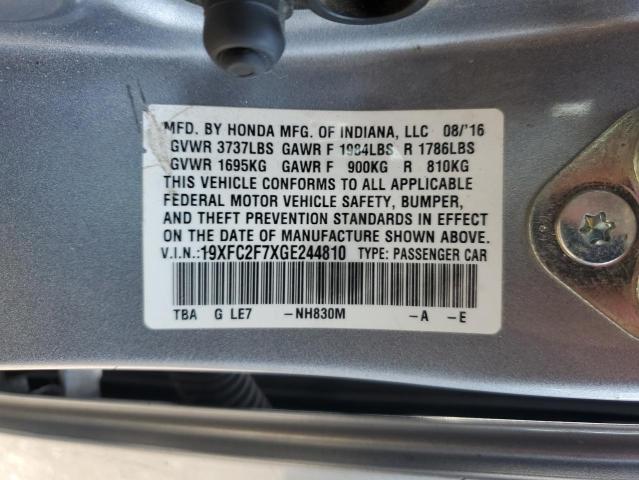 MFD. BY HONDA MFG. OF INDIANA, LLC 08/'16
GVWR 3737LBS GAWR F 1984LBS R 1786LBS
GVWR 1695KG GAWR F 900KG R 810KG
THIS VEHICLE CONFORMS TO ALL APPLICABLE
FEDERAL MOTOR VEHICLE SAFETY, BUMPER,
AND THEFT PREVENTION STANDARDS IN EFFECT
ON THE DATE OF MANUFACTURE SHOWN ABOVE.
V.I.N.:19XFC2F7XGE244810 TYPE: PASSENGER CAR
TBA G LE7 -NH830M -A -E